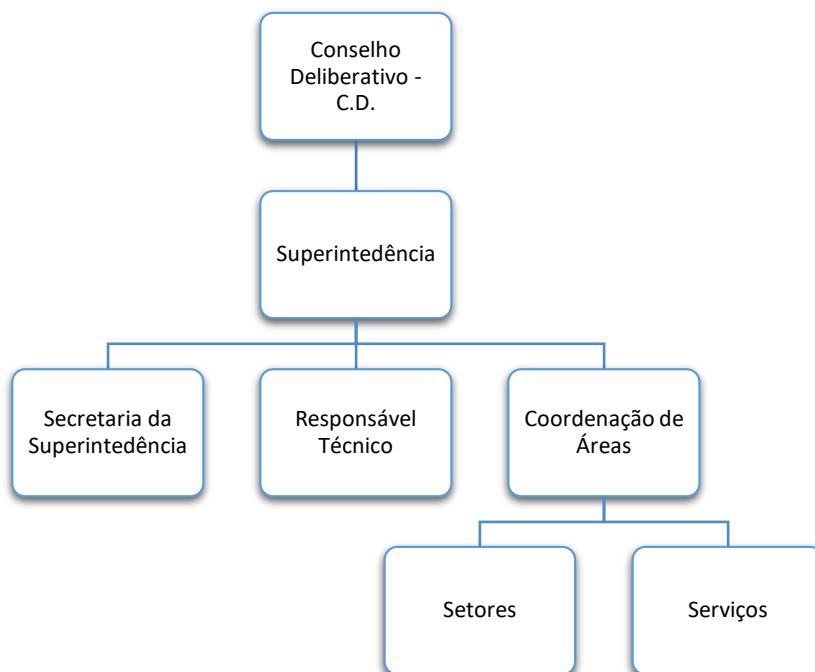 Conselho
Deliberativo -
C.D.
Superintedência
Secretaria da
Superintedência
Responsável
Técnico
Coordenação de
Áreas
Setores
Serviços